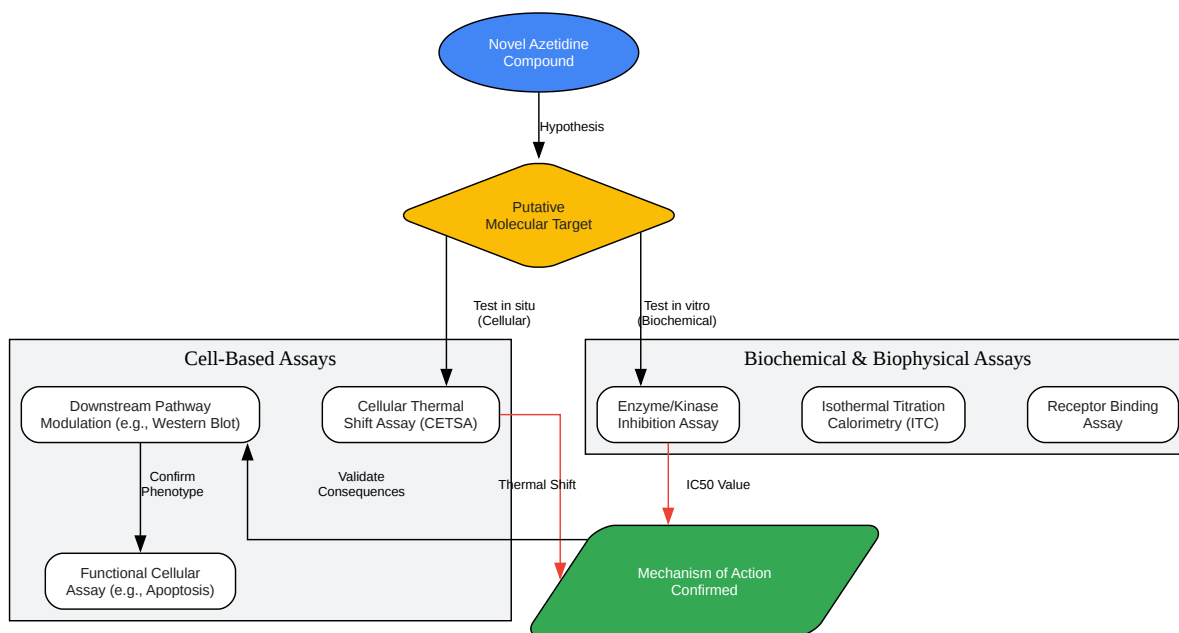 Novel Azetidine
Compound
Hypothesis
Putative
Molecular Target
Test in situ
(Cellular)
Test in vitro
(Biochemical)
Cell-Based Assays
Biochemical & Biophysical Assays
Downstream Pathway
Modulation (e.g., Western Blot)
Cellular Thermal
Shift Assay (CETSA)
Enzyme/Kinase
Inhibition Assay
Isothermal Titration
Calorimetry (ITC)
Receptor Binding
Assay
Confirm
Phenotype
Validate
Consequences
Thermal Shift
IC50 Value
Functional Cellular
Assay (e.g., Apoptosis)
Mechanism of Action
Confirmed